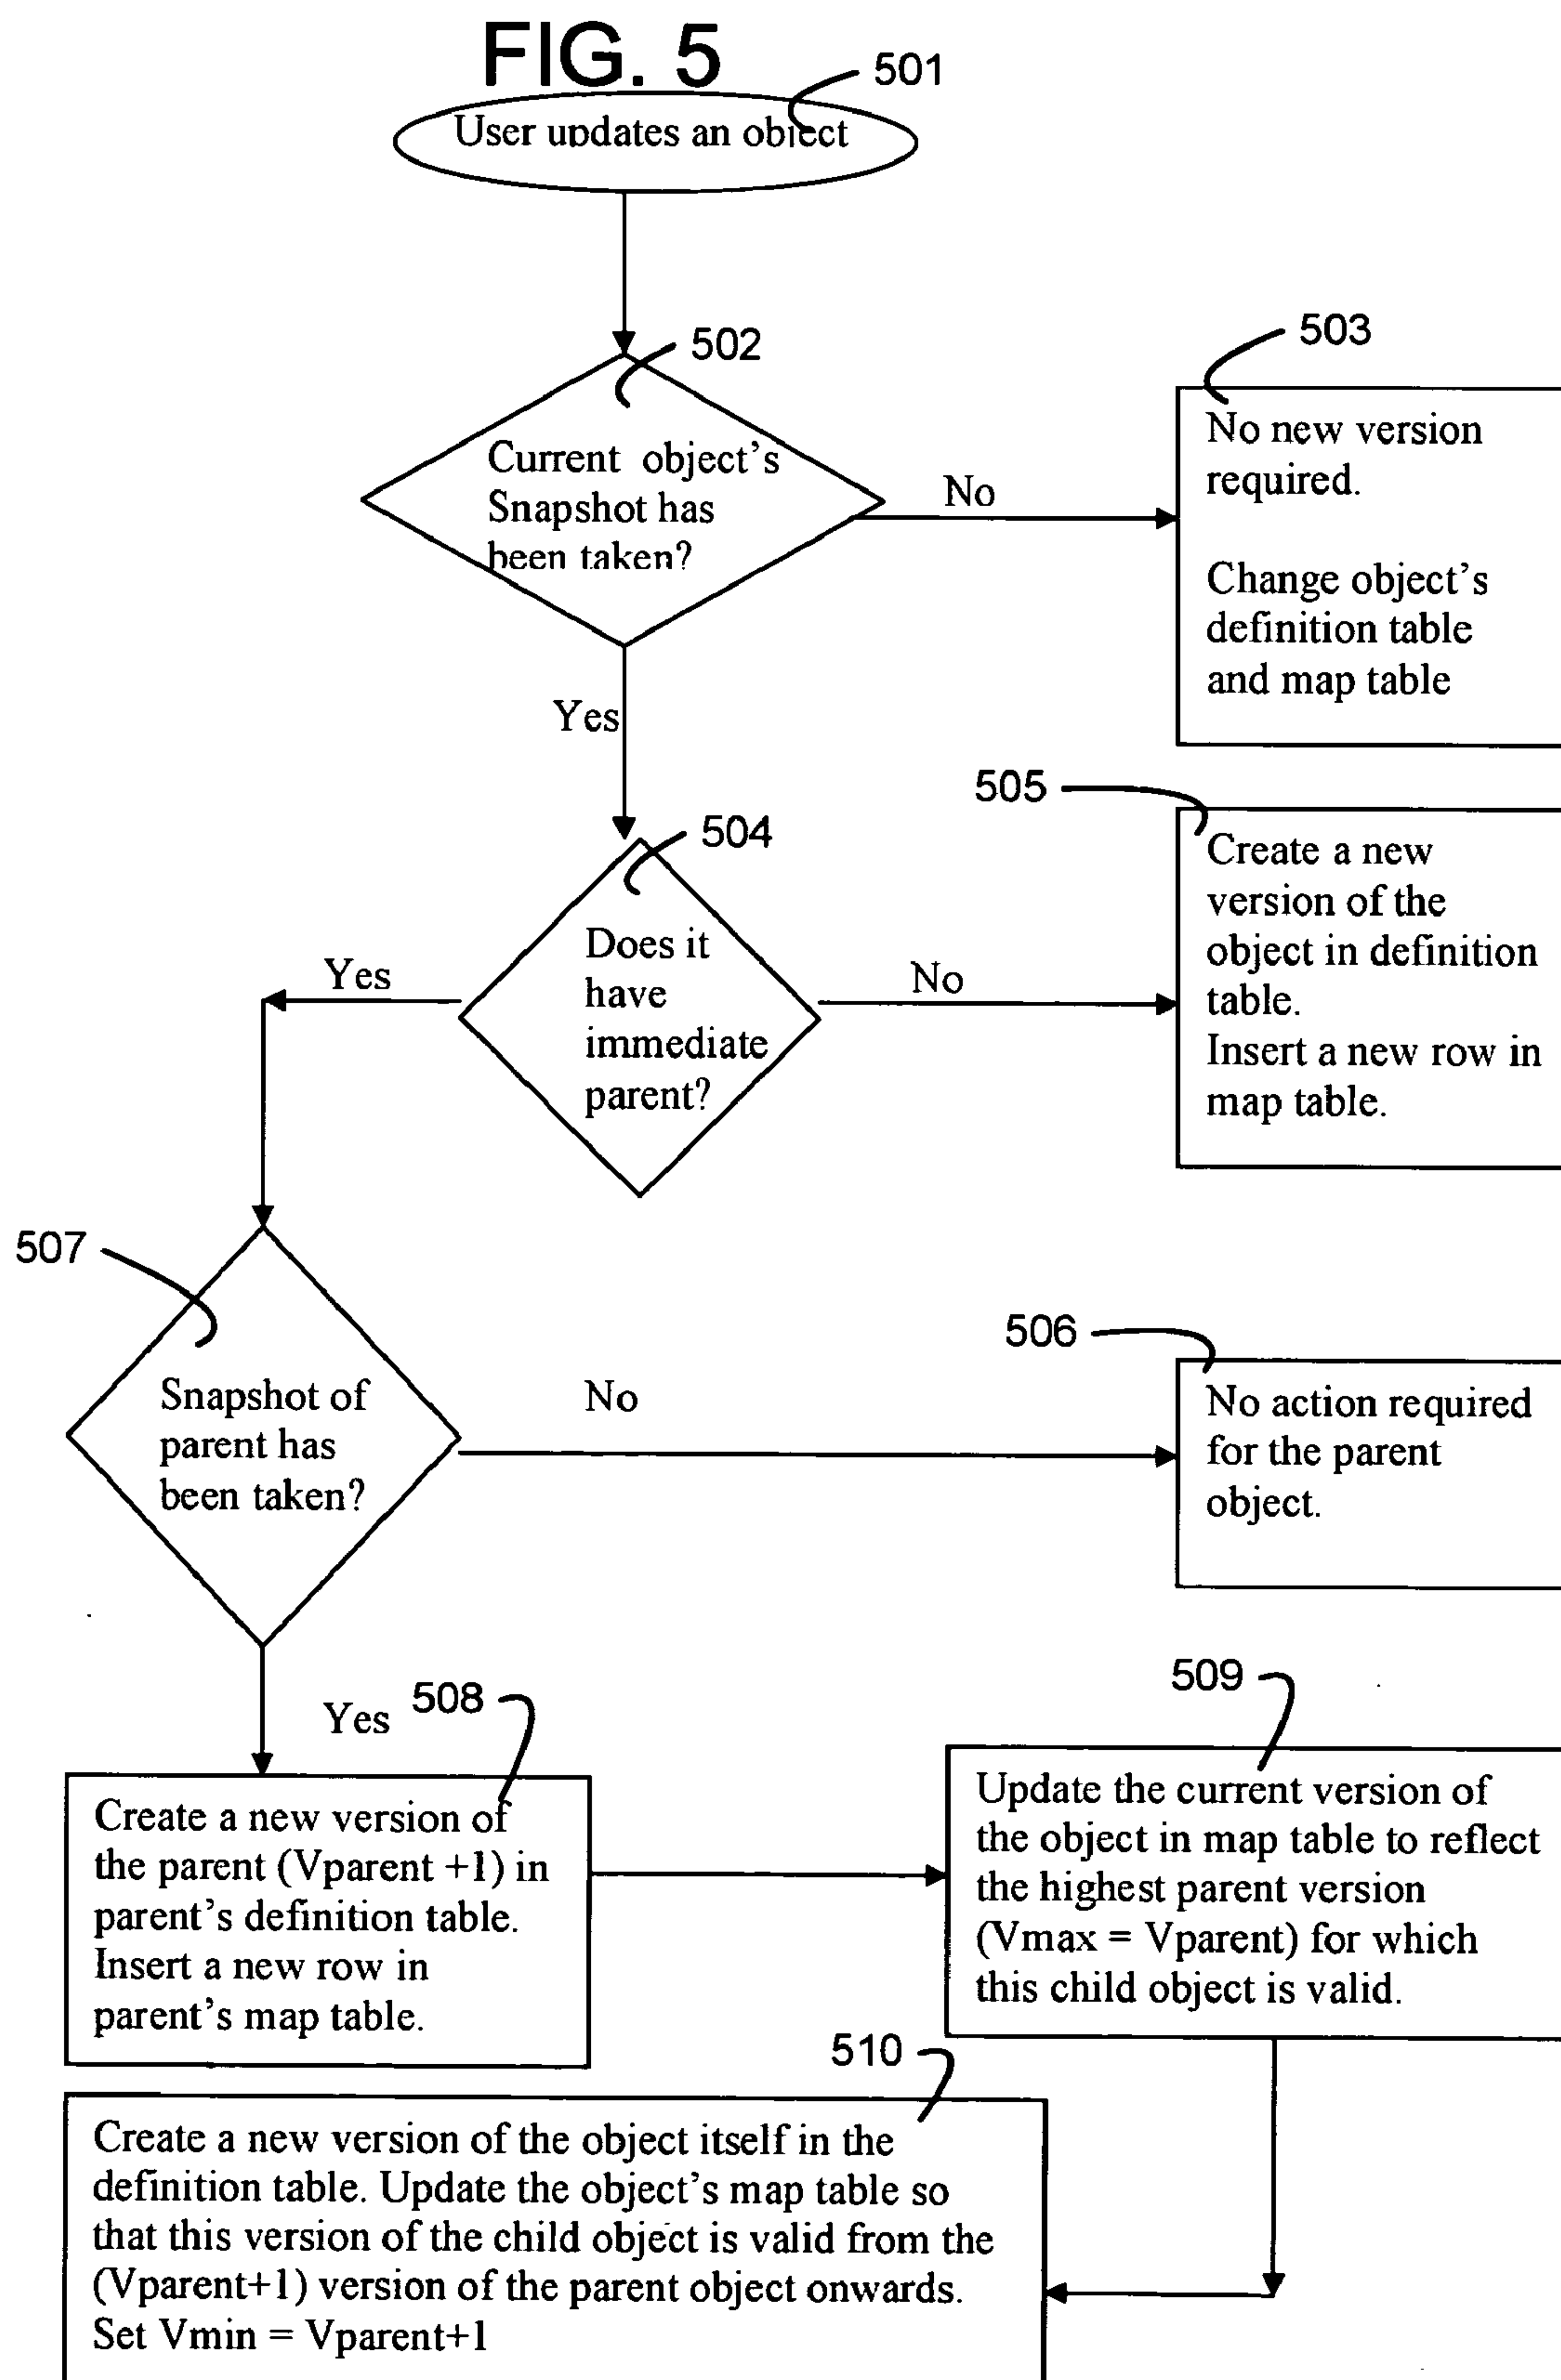 FIG. 5
501
User updates an object
502
Current object's
Snapshot has
been taken?
No
503
No new version
required.
Change object's
definition table
and map table
Yes
504
Does it
have
immediate
parent?
Yes
No
505
Create a new
version of the
object in definition
table.
Insert a new row in
map table.
507
Snapshot of
parent has
been taken?
No
506
No action required
for the parent
object.
Yes
508
Create a new version of
the parent (Vparent +1) in
parent's definition table.
Insert a new row in
parent's map table.
509
Update the current version of
the object in map table to reflect
the highest parent version
(Vmax = Vparent) for which
this child object is valid.
510
Create a new version of the object itself in the
definition table. Update the object's map table so
that this version of the child object is valid from the
(Vparent+1) version of the parent object onwards.
Set Vmin = Vparent+1